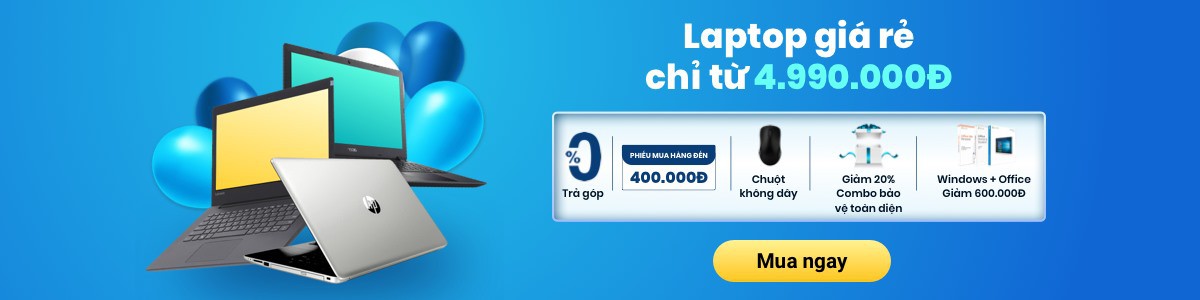 Laptop giá rẻ
chỉ từ 4.990.000Đ
0%
Trả góp
PHIẾU MUA HÀNG ĐẾN
400.000Đ
Chuột
không dây
Giảm 20%
Combo bảo
vệ toàn diện
Windows + Office
Giảm 600.000Đ
Mua ngay
hp